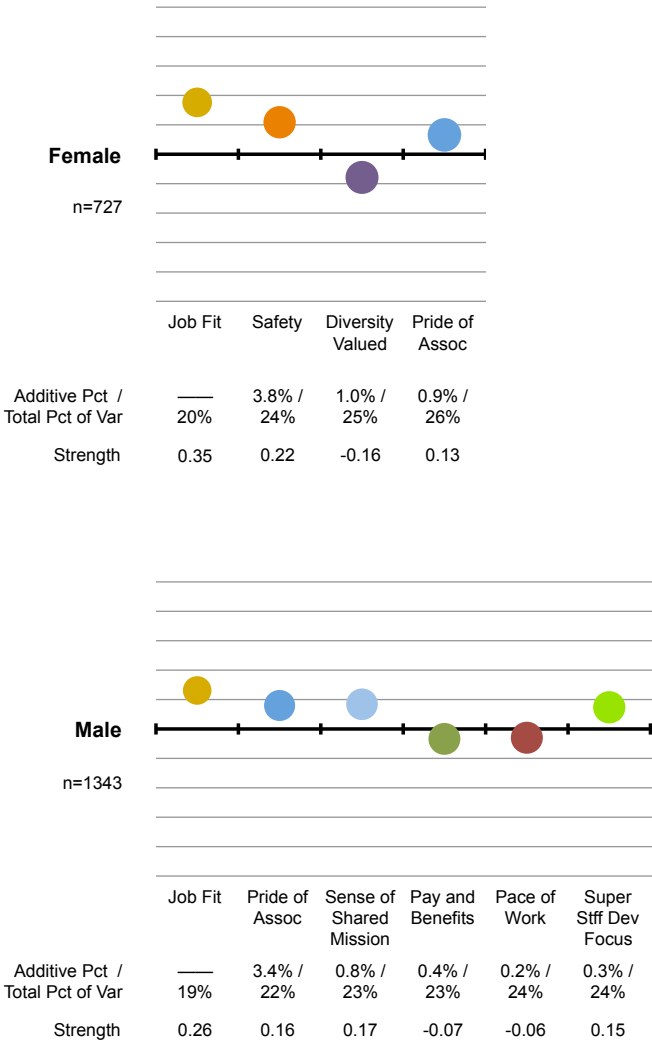 Female
n=727
Job Fit Safety Diversity Pride of
Valued Assoc
Additive Pct / —— 3.8% / 1.0% / 0.9% /
Total Pct of Var 20% 24% 25% 26%
Strength 0.35 0.22 -0.16 0.13
Male
n=1343
Job Fit Pride of Sense of Pay and Pace of Super
Assoc Shared Benefits Work Stff Dev
Mission Focus
Additive Pct / —— 3.4% / 0.8% / 0.4% / 0.2% / 0.3% /
Total Pct of Var 19% 22% 23% 23% 24% 24%
Strength 0.26 0.16 0.17 -0.07 -0.06 0.15